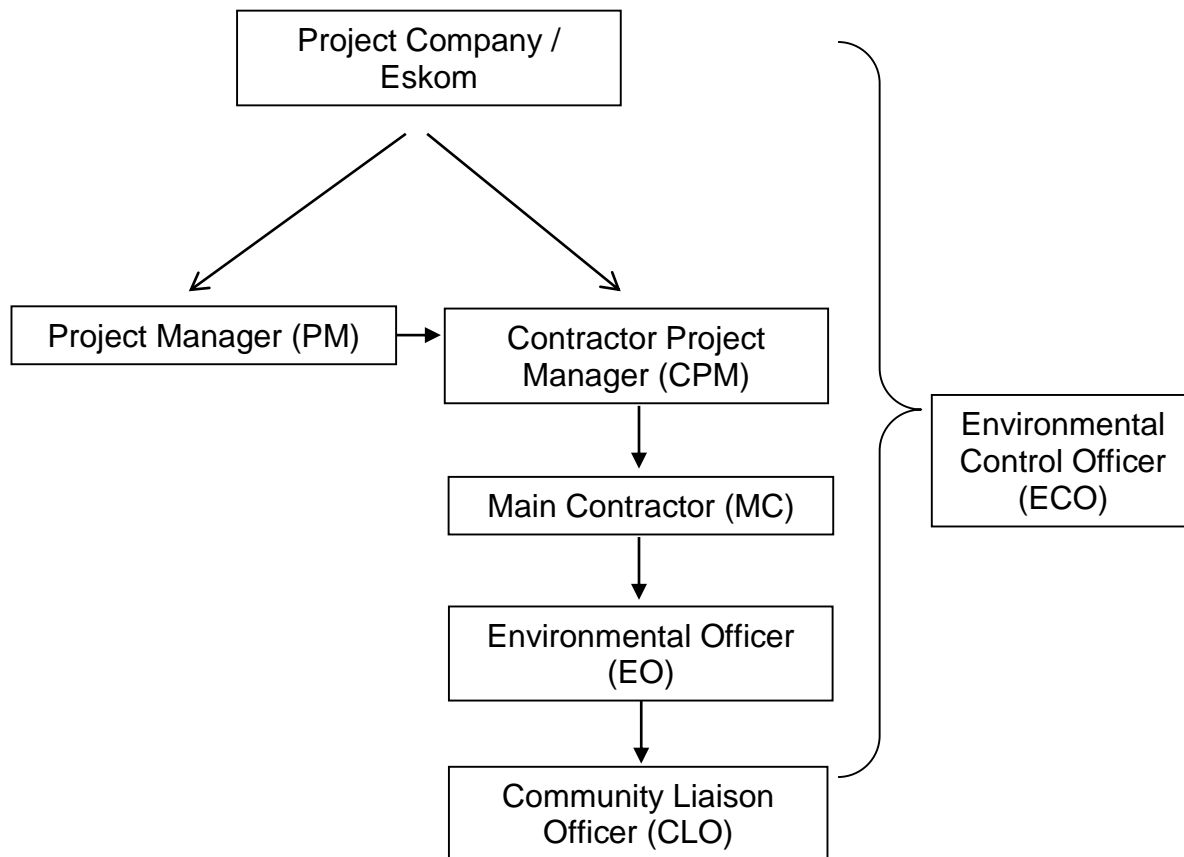 Project Company /
Eskom
Project Manager (PM)
Contractor Project
Manager (CPM)
Main Contractor (MC)
Environmental Officer
(EO)
Community Liaison
Officer (CLO)
Environmental
Control Officer
(ECO)